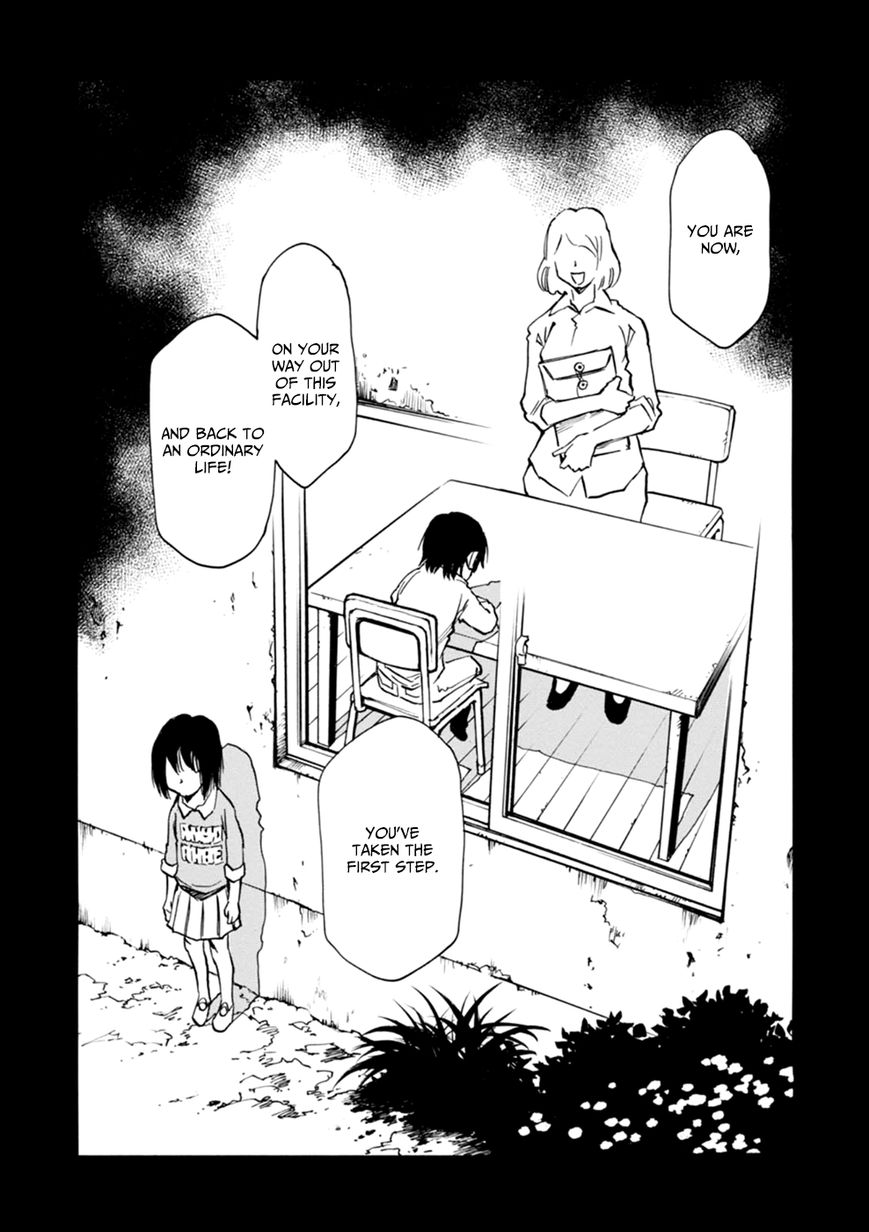 YOU ARE
NOW,
ON YOUR
WAY OUT
OF THIS
FACILITY,
AND BACK TO
AN ORDINARY
LIFE!
YOU'VE
TAKEN THE
FIRST STEP.